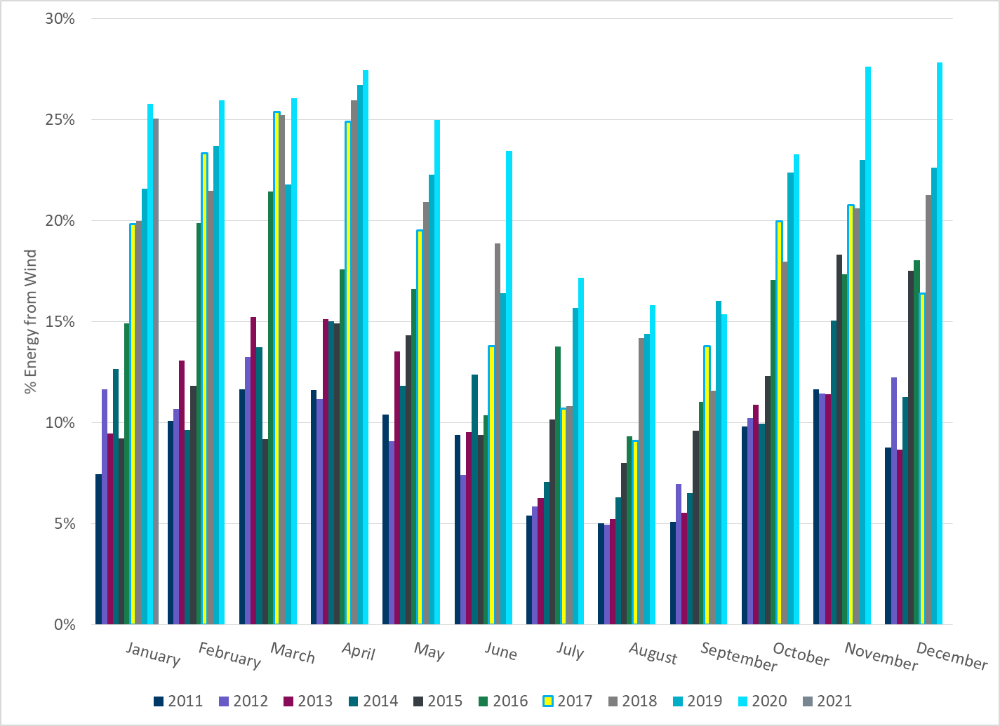 30%
25%
20%
15%
10%
5%
0%
% Energy from Wind
January February March April May June July August September October November December
2011 2012 2013 2014 2015 2016 2017 2018 2019 2020 2021